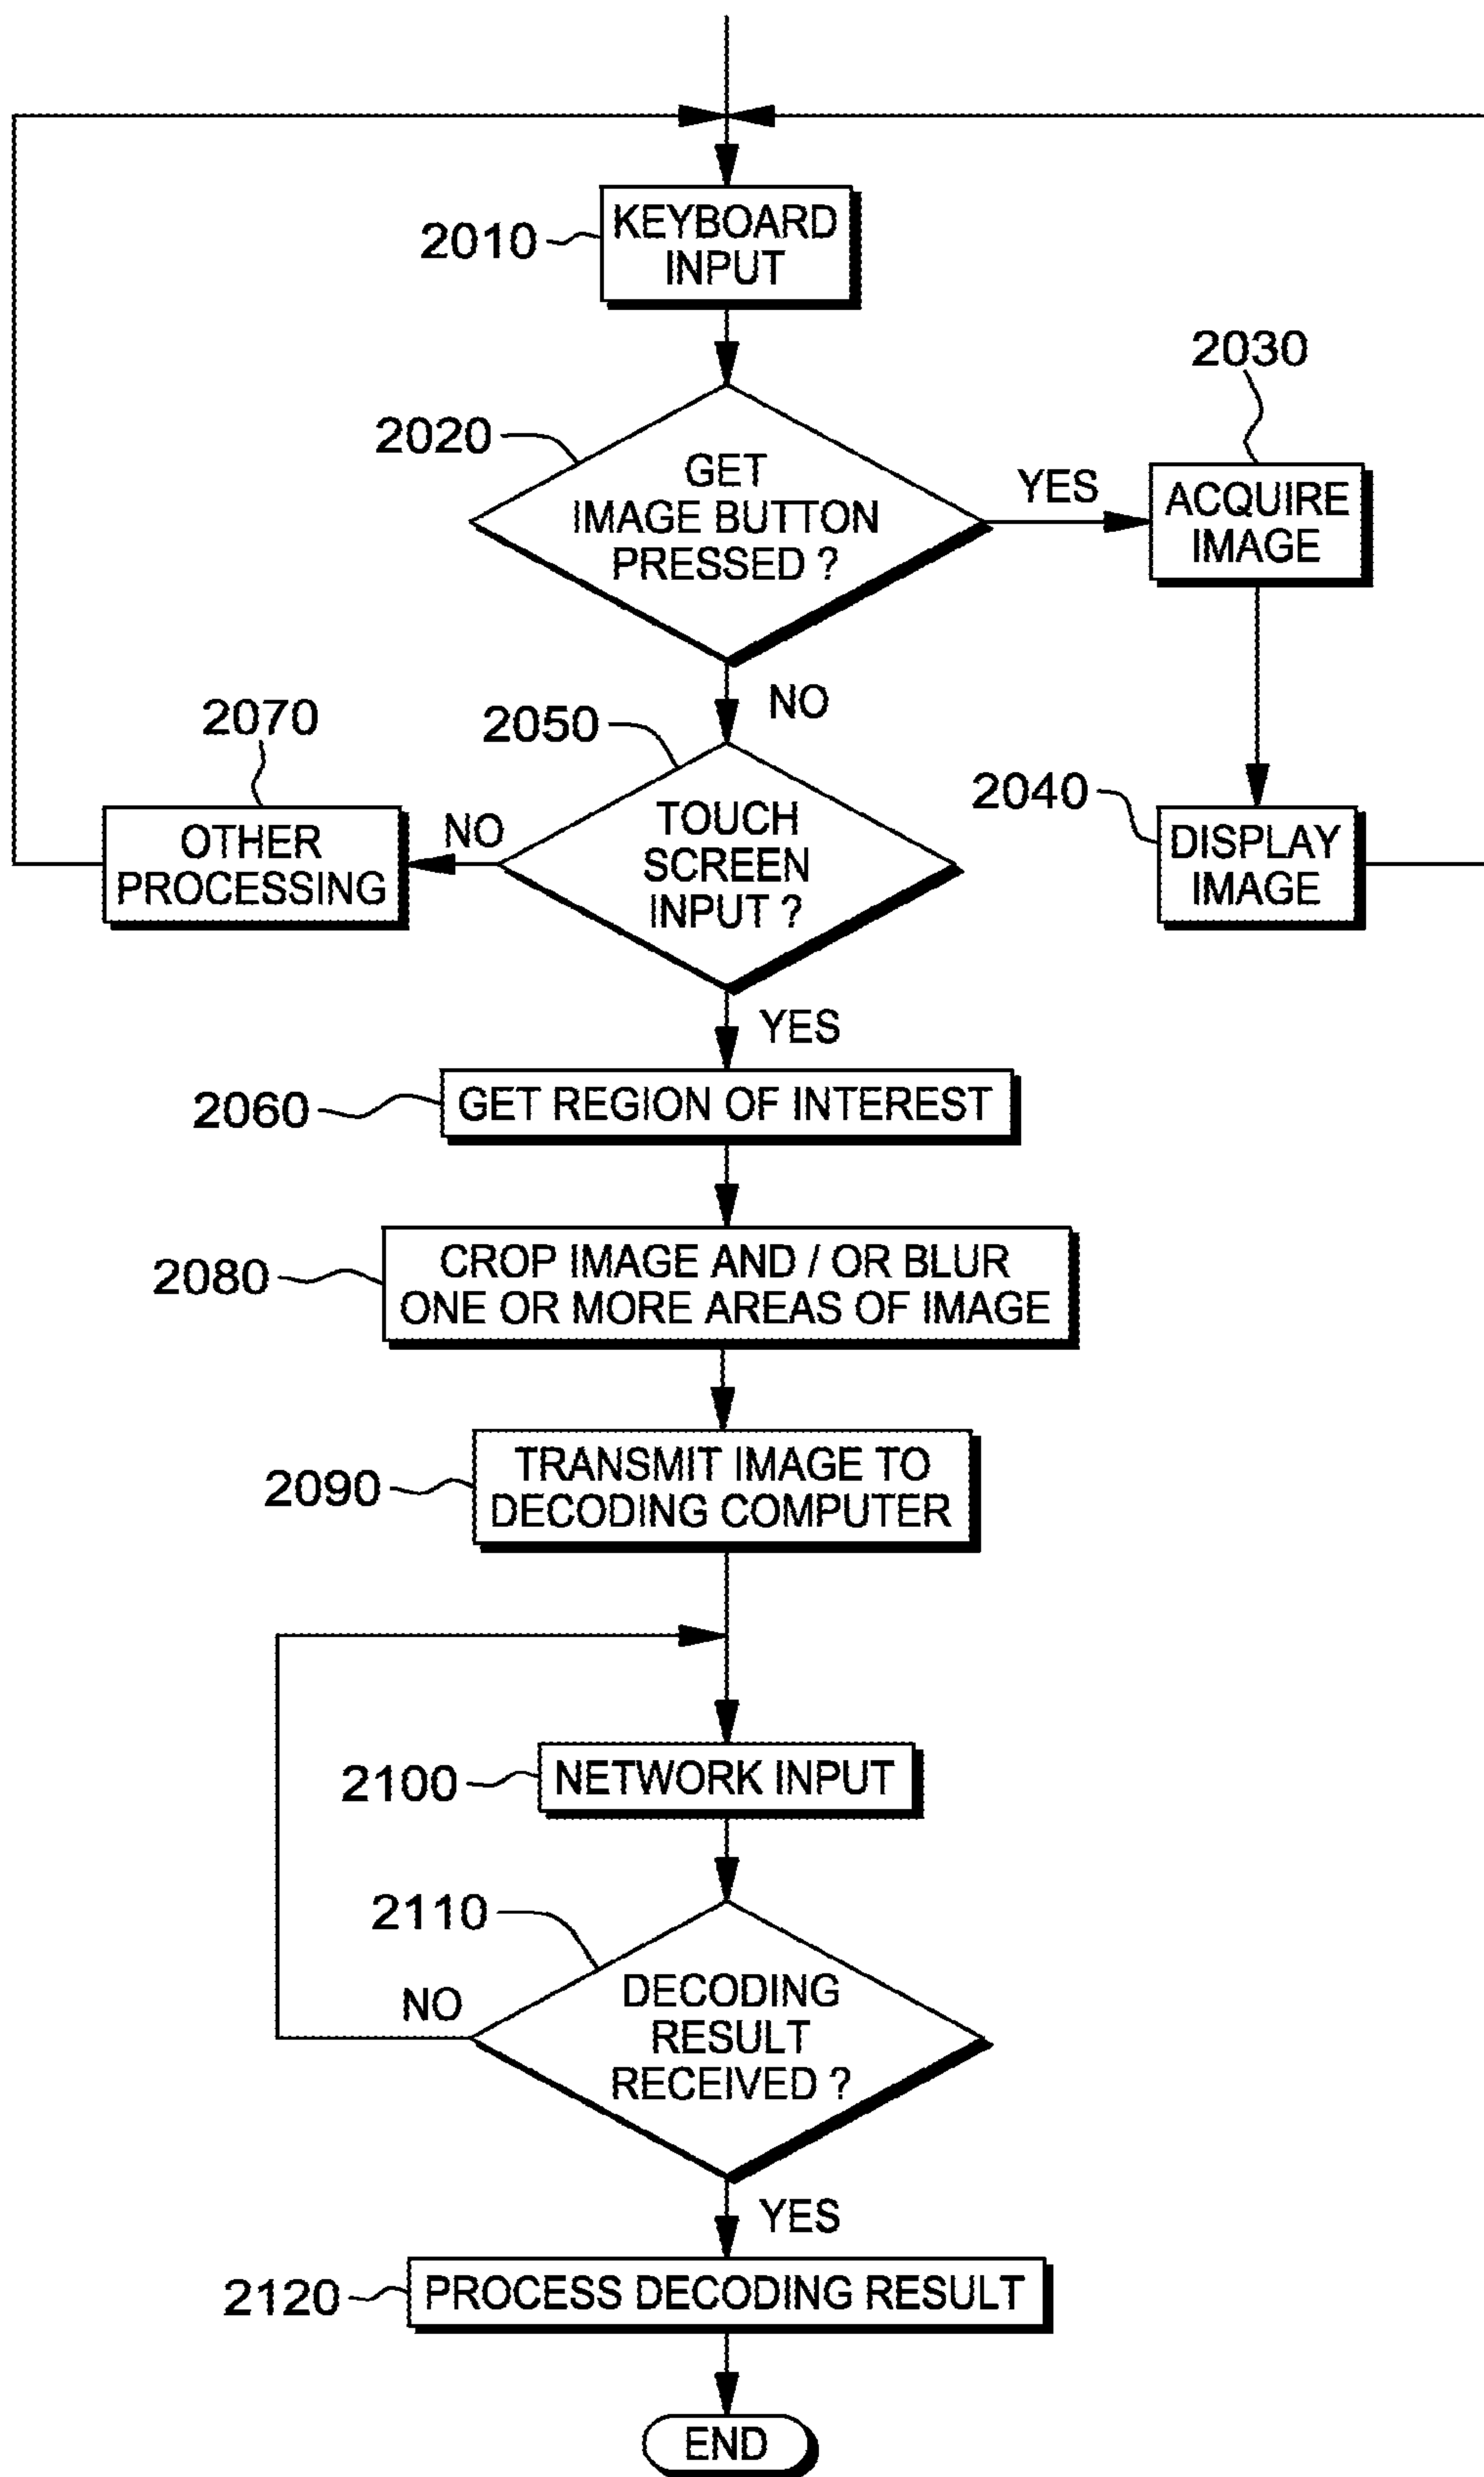 2010
KEYBOARD
INPUT
2020
GET
IMAGE BUTTON
PRESSED ?
YES
2030
ACQUIRE
IMAGE
NO
2040
DISPLAY
IMAGE
2050
TOUCH
SCREEN
INPUT ?
NO
2070
OTHER
PROCESSING
YES
2060
GET REGION OF INTEREST
2080
CROP IMAGE AND / OR BLUR
ONE OR MORE AREAS OF IMAGE
2090
TRANSMIT IMAGE TO
DECODING COMPUTER
2100
NETWORK INPUT
2110
DECODING
RESULT
RECEIVED ?
NO
YES
2120
PROCESS DECODING RESULT
END